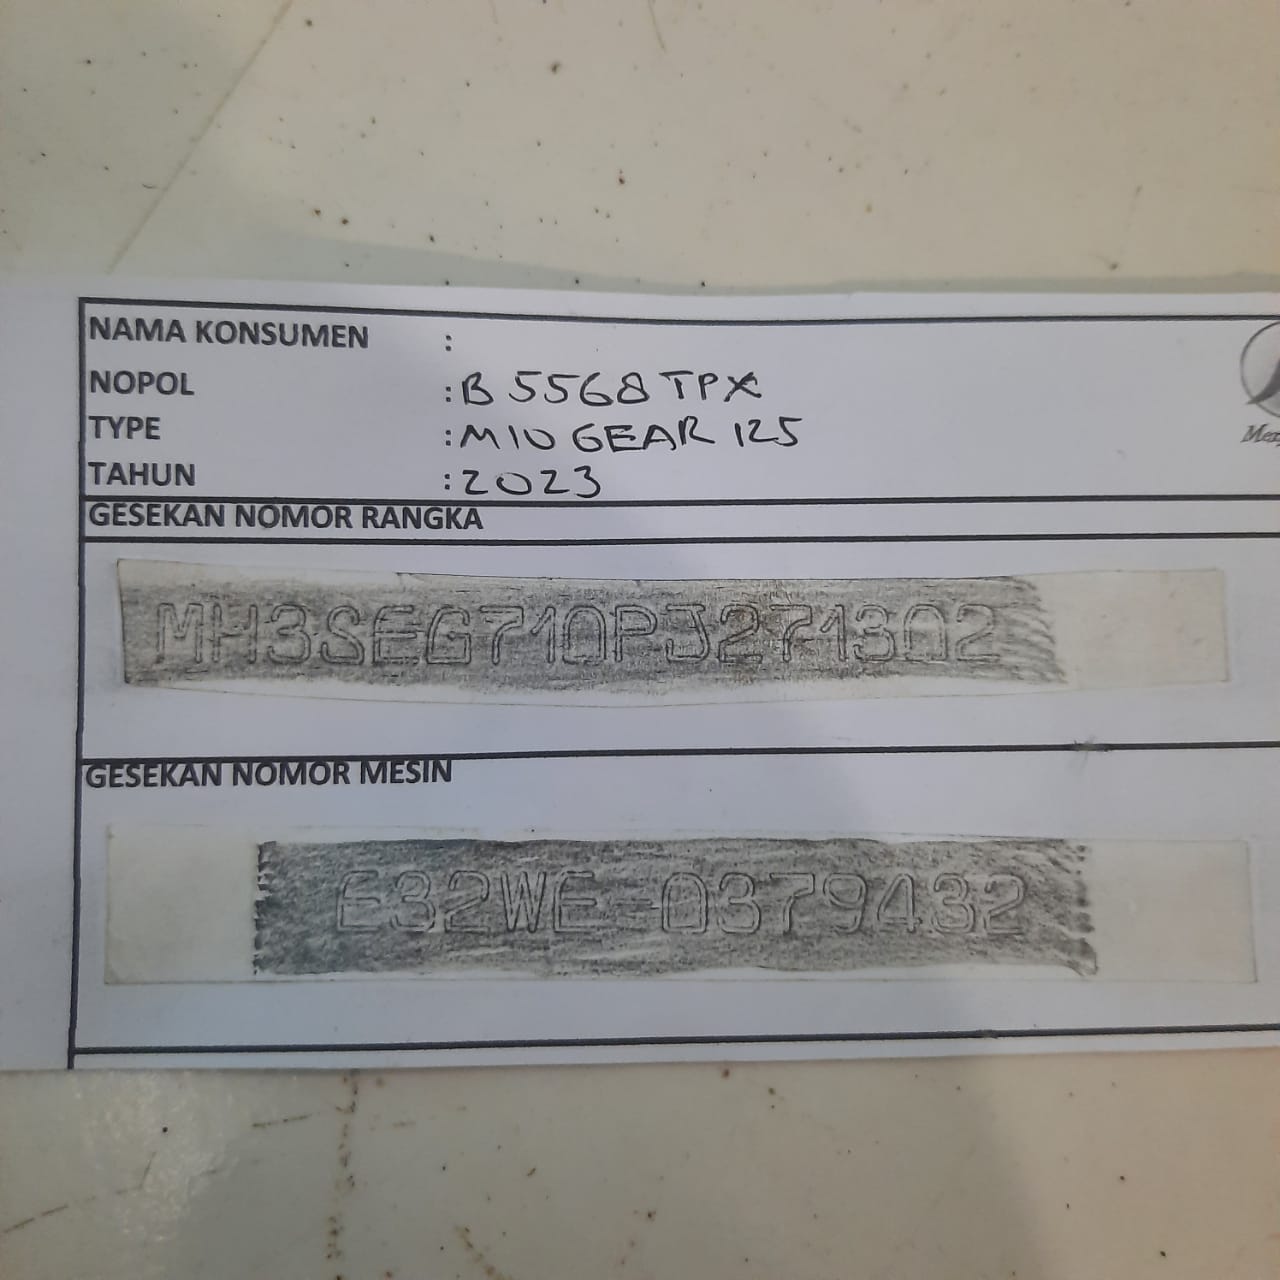 NAMA KONSUMEN :
NOPOL : B 5568 TPX
TYPE : MIO GEAR 125
TAHUN : 2023
GESEKAN NOMOR RANGKA
MH3SEG710PJ271302
GESEKAN NOMOR MESIN
E32WE-0379432